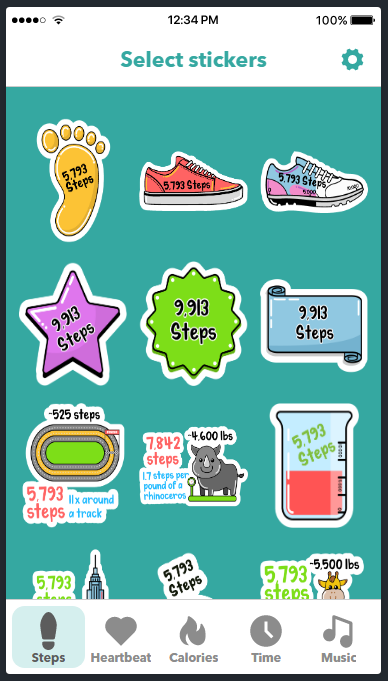 12:34 PM
100%
Select stickers
5,793
Steps
5,793 Steps
5,793 Steps
9,913
Steps
9,913
Steps
9,913
Steps
~525 steps
5,793
steps
11x around
a track
7,842
steps
~4,600 lbs
1.7 steps per
pound of a
rhinoceros
5,793
Steps
5,793
5,793
Steps
5,793
~5,500 lbs
Steps
Heartbeat
Calories
Time
Music